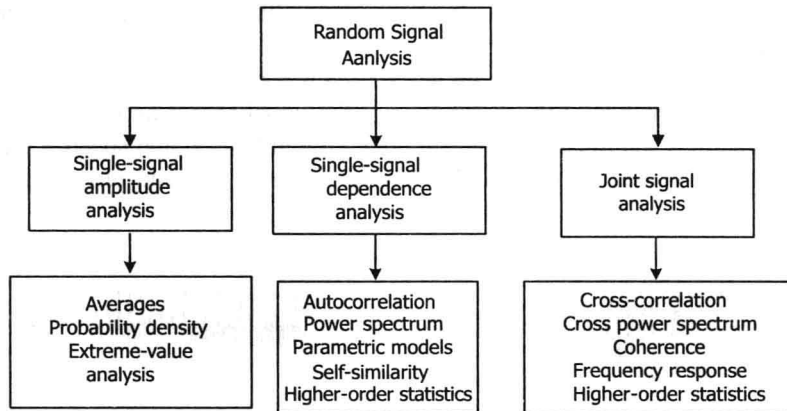 Random Signal
Aanlysis
Single-signal
amplitude
analysis
Single-signal
dependence
analysis
Joint signal
analysis
Averages
Probability density
Extreme-value
analysis
Autocorrelation
Power spectrum
Parametric models
Self-similarity
Higher-order statistics
Cross-correlation
Cross power spectrum
Coherence
Frequency response
Higher-order statistics